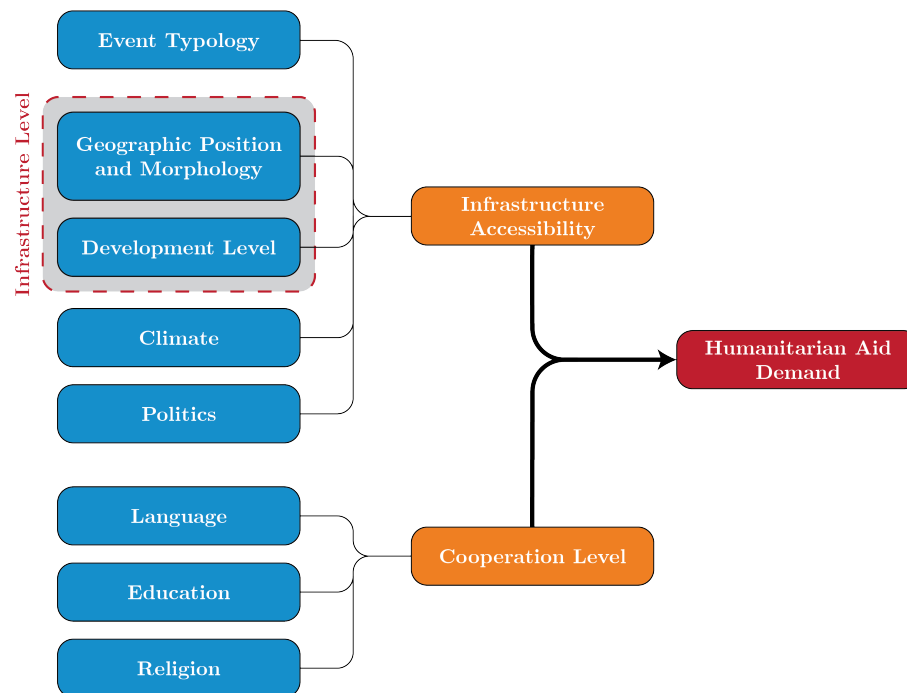 Event Typology
Infrastructure Level
Geographic Position
and Morphology
Development Level
Climate
Politics
Infrastructure
Accessibility
Humanitarian Aid
Demand
Language
Education
Religion
Cooperation Level